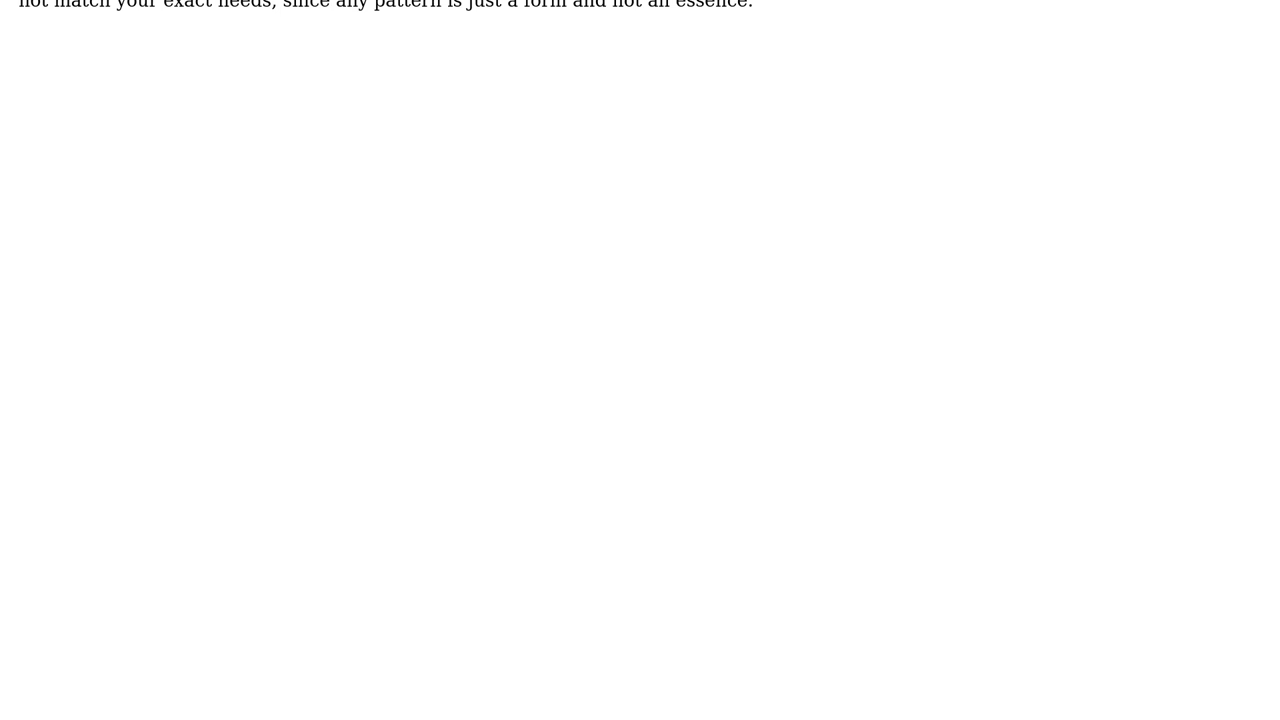 not match your exact needs, since any pattern is just a form and not an essence.